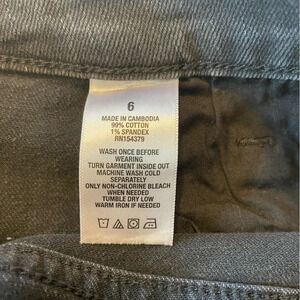 6
MADE IN CAMBODIA
99% COTTON
1% SPANDEX
RN154379
WASH ONCE BEFORE
WEARING
TURN GARMENT INSIDE OUT
MACHINE WASH COLD
SEPARATELY
ONLY NON-CHLORINE BLEACH
WHEN NEEDED
TUMBLE DRY LOW
WARM IRON IF NEEDED